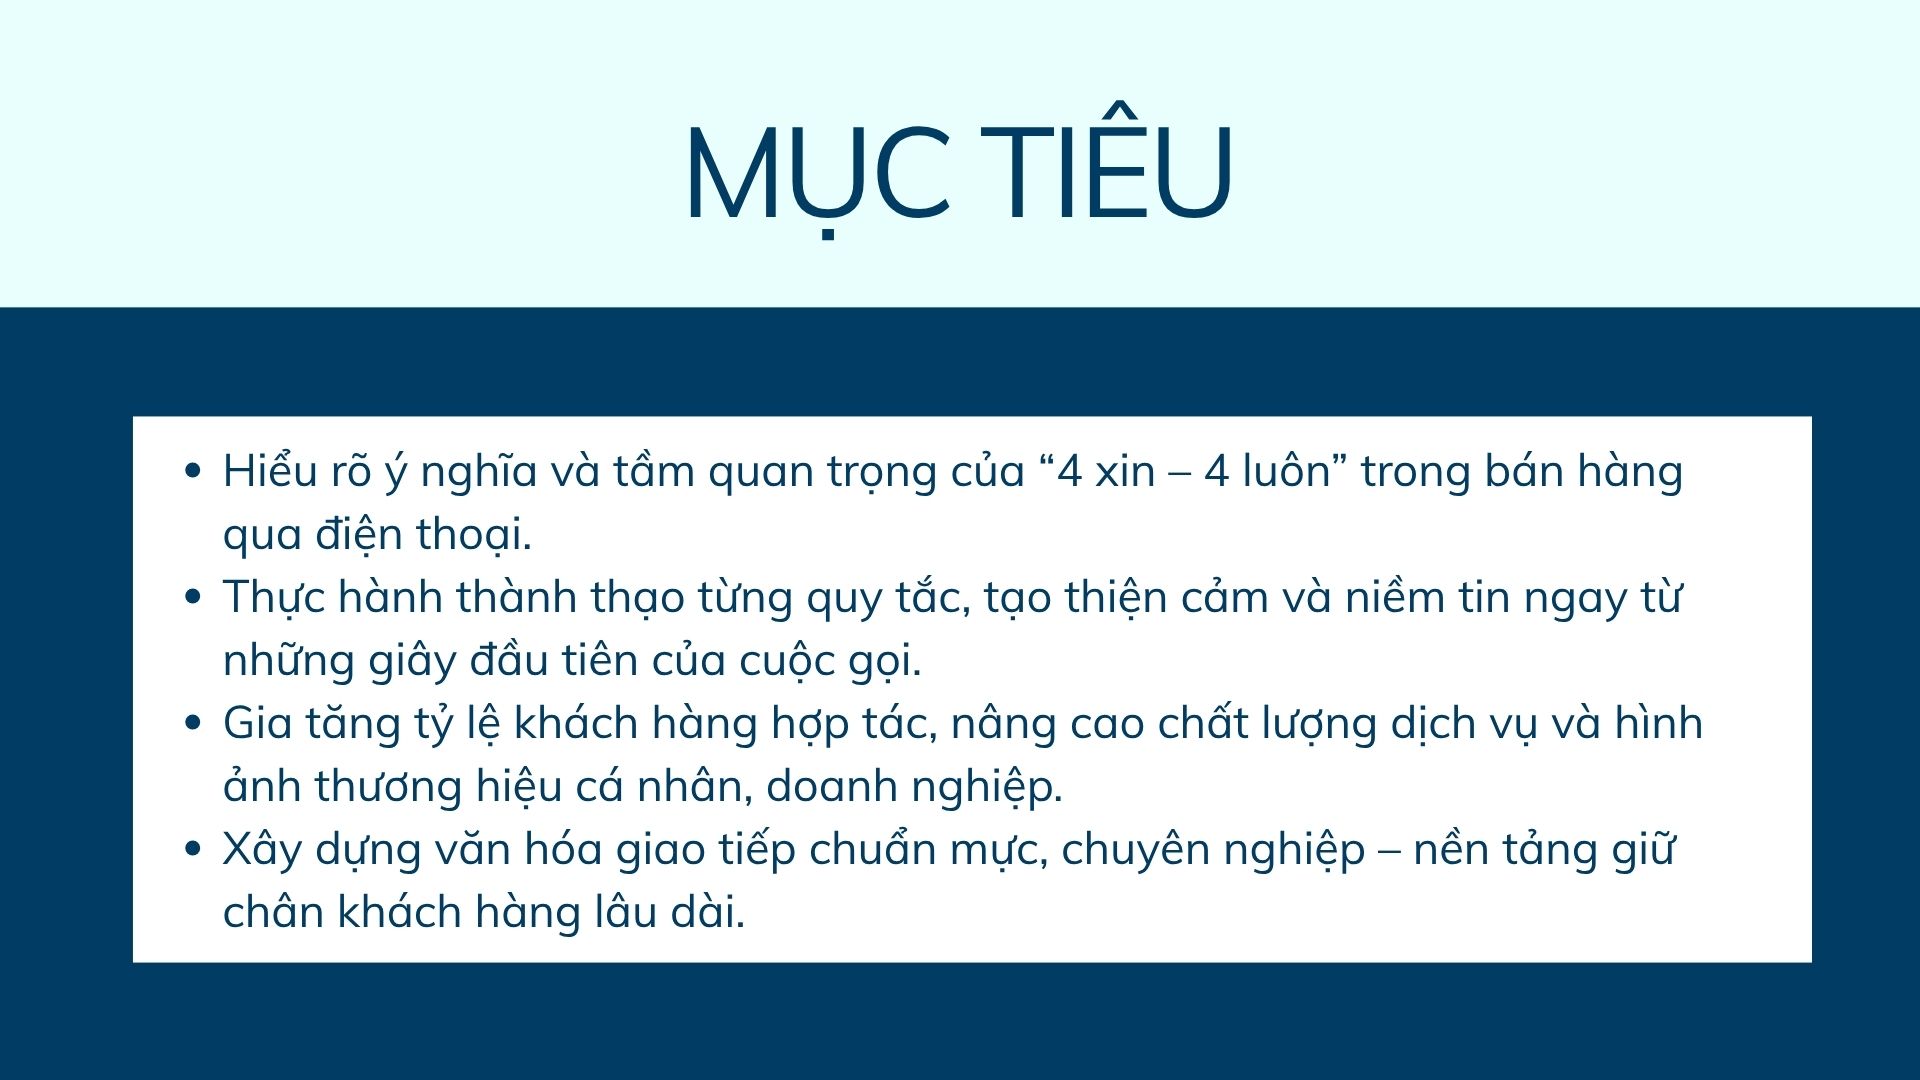 MỤC TIÊU
• Hiểu rõ ý nghĩa và tầm quan trọng của “4 xin – 4 luôn” trong bán hàng
qua điện thoại.
• Thực hành thành thạo từng quy tắc, tạo thiện cảm và niềm tin ngay từ
những giây đầu tiên của cuộc gọi.
• Gia tăng tỷ lệ khách hàng hợp tác, nâng cao chất lượng dịch vụ và hình
ảnh thương hiệu cá nhân, doanh nghiệp.
• Xây dựng văn hóa giao tiếp chuẩn mực, chuyên nghiệp – nền tảng giữ
chân khách hàng lâu dài.